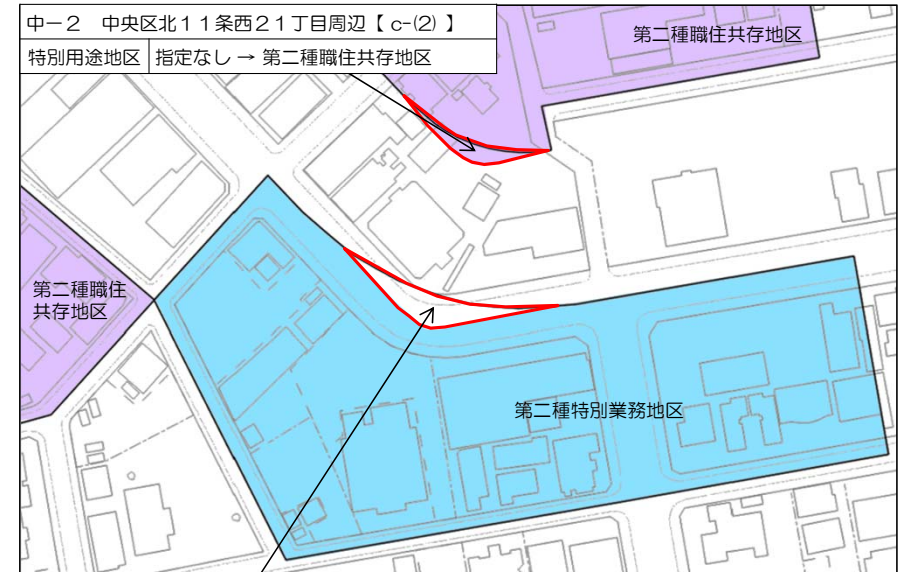 中－２　中央区北１１条西２１丁目周辺【 c-(2) 】
特別用途地区 指定なし → 第二種職住共存地区
第二種職住共存地区
第二種職住
共存地区
第二種特別業務地区